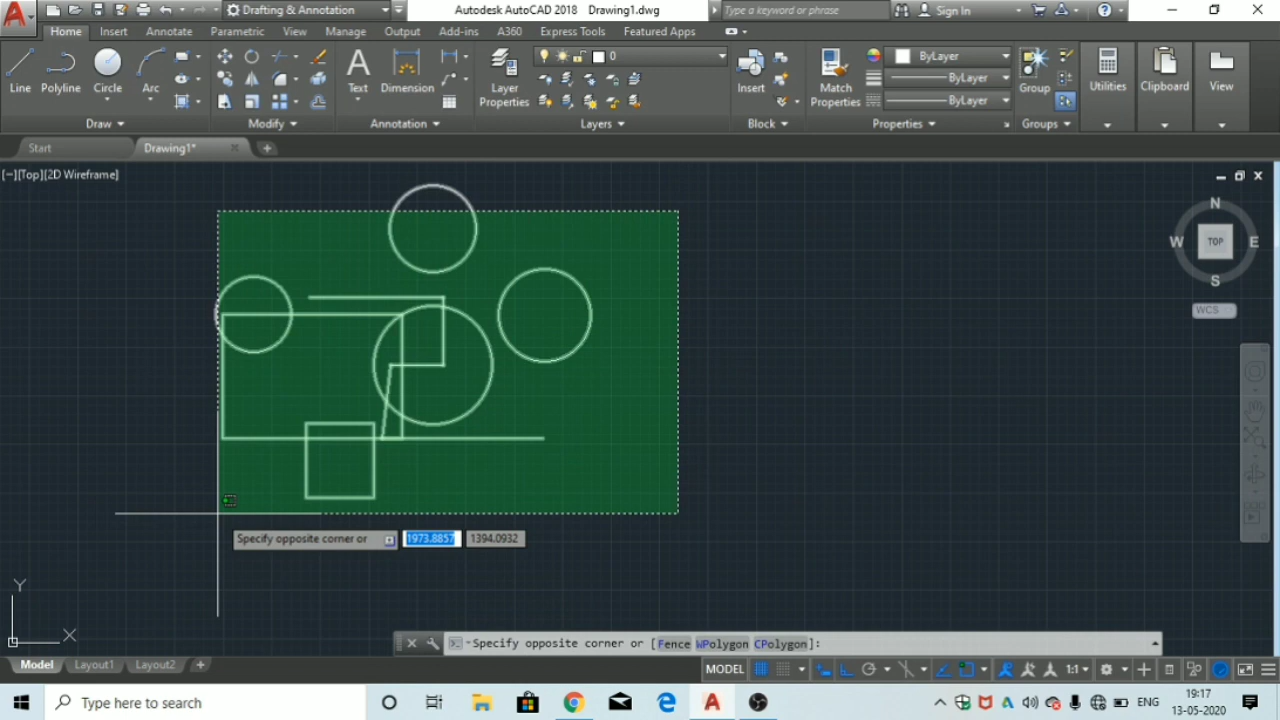 A
Drafting & Annotation
Autodesk AutoCAD 2018 Drawing1.dwg
Type a keyword or phrase
Sign In
Home Insert Annotate Parametric View Manage Output Add-ins A360 Express Tools Featured Apps
Line Polyline Circle Arc
Draw
Modify
Text Dimension
Annotation
Layer Properties
0
Layers
Insert
Block
Match Properties
ByLayer
ByLayer
ByLayer
Properties
Group
Groups
Utilities
Clipboard
View
Start Drawing1*
[−][Top][2D Wireframe]
N
W TOP E
S
WCS
Specify opposite corner or 1973.8857 1394.0932
Y
X
Specify opposite corner or [Fence WPolygon CPolygon]:
Model Layout1 Layout2 +
MODEL 1:1
Type here to search
ENG
19:17
13-05-2020